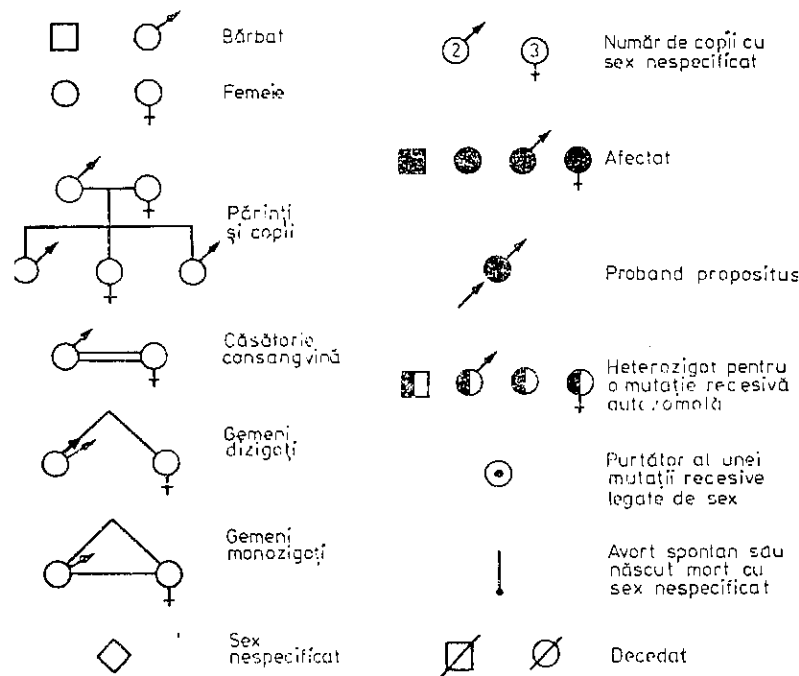 Bărbat
Femeie
Părinți
și copii
Căsătorie
consangvină
Gemeni
dizigoți
Gemeni
monozigoți
Sex
nespecificat
2
3
Număr de copii cu
sex nespecificat
Afectat
Proband propositus
Heterozigot pentru
o mutație recesivă
autozomală
Purtător al unei
mutații recesive
legate de sex
Avort spontan sau
născut mort cu
sex nespecificat
Decedat